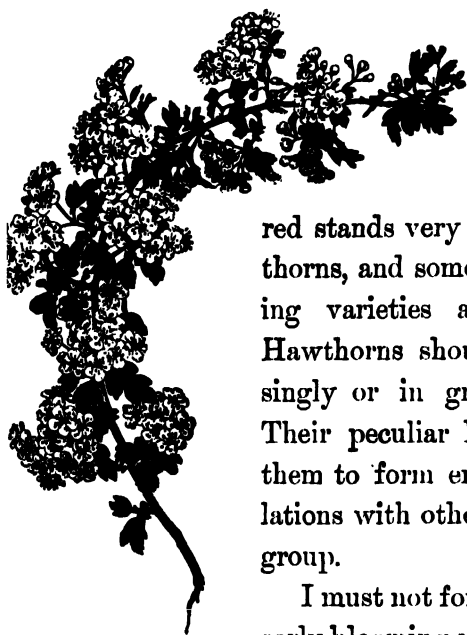 red stands very
thorns, and some
ing varieties a
Hawthorns shou
singly or in gr
Their peculiar
them to form en
lations with othe
group.
I must not for